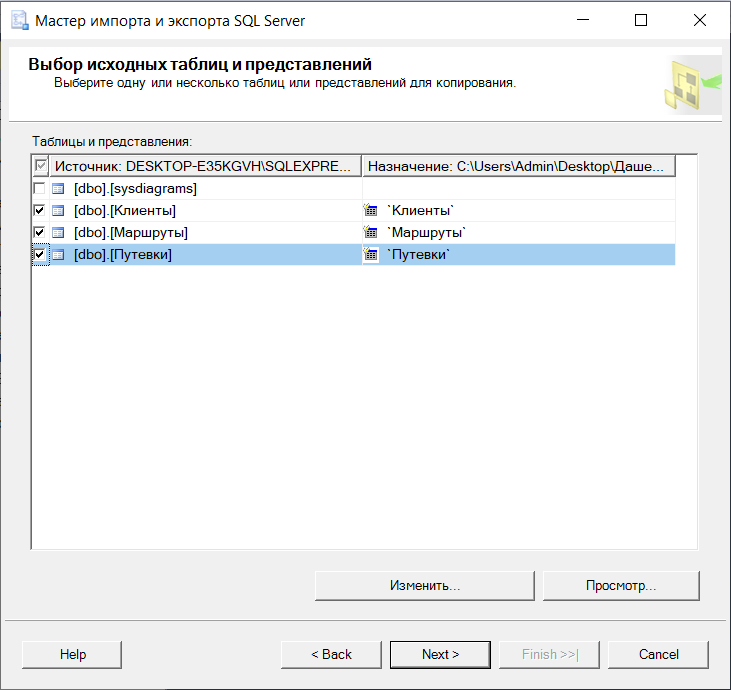 Мастер импорта и экспорта SQL Server
Выбор исходных таблиц и представлений
Выберите одну или несколько таблиц или представлений для копирования.
Таблицы и представления:
Источник: DESKTOP-E35KGVH\SQLEXPRE... Назначение: C:\Users\Admin\Desktop\Даше...
[dbo].[sysdiagrams]
[dbo].[Клиенты] `Клиенты`
[dbo].[Маршруты] `Маршруты`
[dbo].[Путевки] `Путевки`
Изменить... Просмотр...
Help < Back Next > Finish >>| Cancel